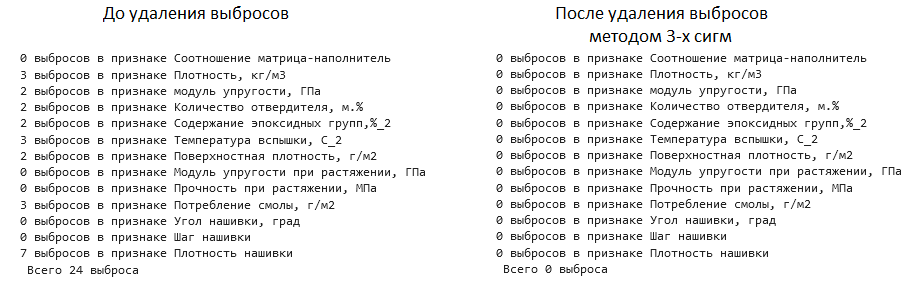 До удаления выбросов
0 выбросов в признаке Соотношение матрица-наполнитель
3 выбросов в признаке Плотность, кг/м3
2 выбросов в признаке модуль упругости, ГПа
2 выбросов в признаке Количество отвердителя, м.%
2 выбросов в признаке Содержание эпоксидных групп,%_2
3 выбросов в признаке Температура вспышки, С_2
2 выбросов в признаке Поверхностная плотность, г/м2
0 выбросов в признаке Модуль упругости при растяжении, ГПа
0 выбросов в признаке Прочность при растяжении, МПа
3 выбросов в признаке Потребление смолы, г/м2
0 выбросов в признаке Угол нашивки, град
0 выбросов в признаке Шаг нашивки
7 выбросов в признаке Плотность нашивки
Всего 24 выброса
После удаления выбросов
методом 3-х сигм
0 выбросов в признаке Соотношение матрица-наполнитель
0 выбросов в признаке Плотность, кг/м3
0 выбросов в признаке модуль упругости, ГПа
0 выбросов в признаке Количество отвердителя, м.%
0 выбросов в признаке Содержание эпоксидных групп,%_2
0 выбросов в признаке Температура вспышки, С_2
0 выбросов в признаке Поверхностная плотность, г/м2
0 выбросов в признаке Модуль упругости при растяжении, ГПа
0 выбросов в признаке Прочность при растяжении, МПа
0 выбросов в признаке Потребление смолы, г/м2
0 выбросов в признаке Угол нашивки, град
0 выбросов в признаке Шаг нашивки
0 выбросов в признаке Плотность нашивки
Всего 0 выброса